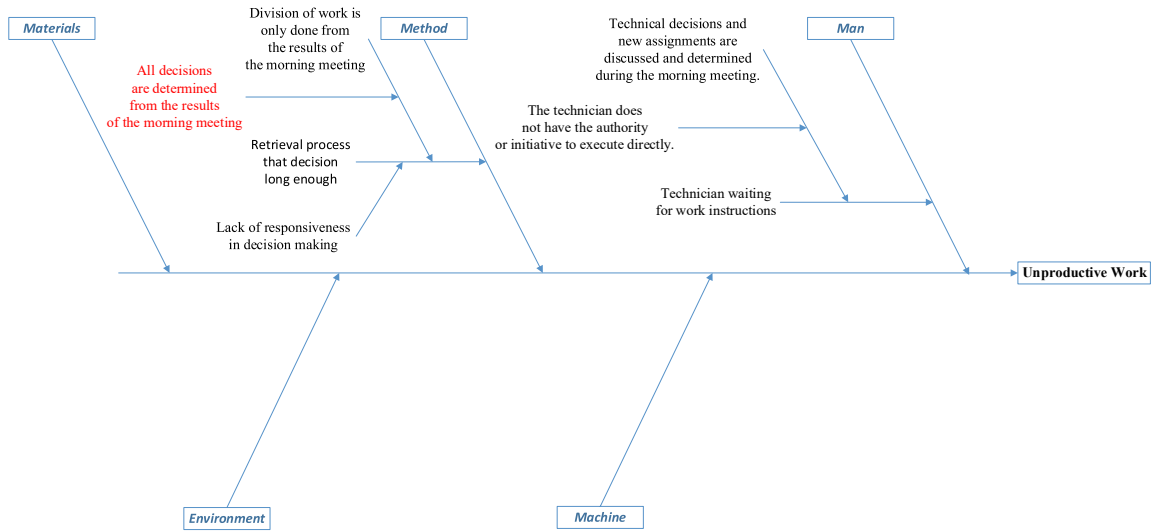 Materials
Division of work is
only done from
the results of
the morning meeting
Method
Technical decisions and
new assignments are
discussed and determined
during the morning meeting.
Man
All decisions
are determined
from the results
of the morning meeting
The technician does
not have the authority
or initiative to execute directly.
Retrieval process
that decision
long enough
Technician waiting
for work instructions
Lack of responsiveness
in decision making
Unproductive Work
Environment
Machine